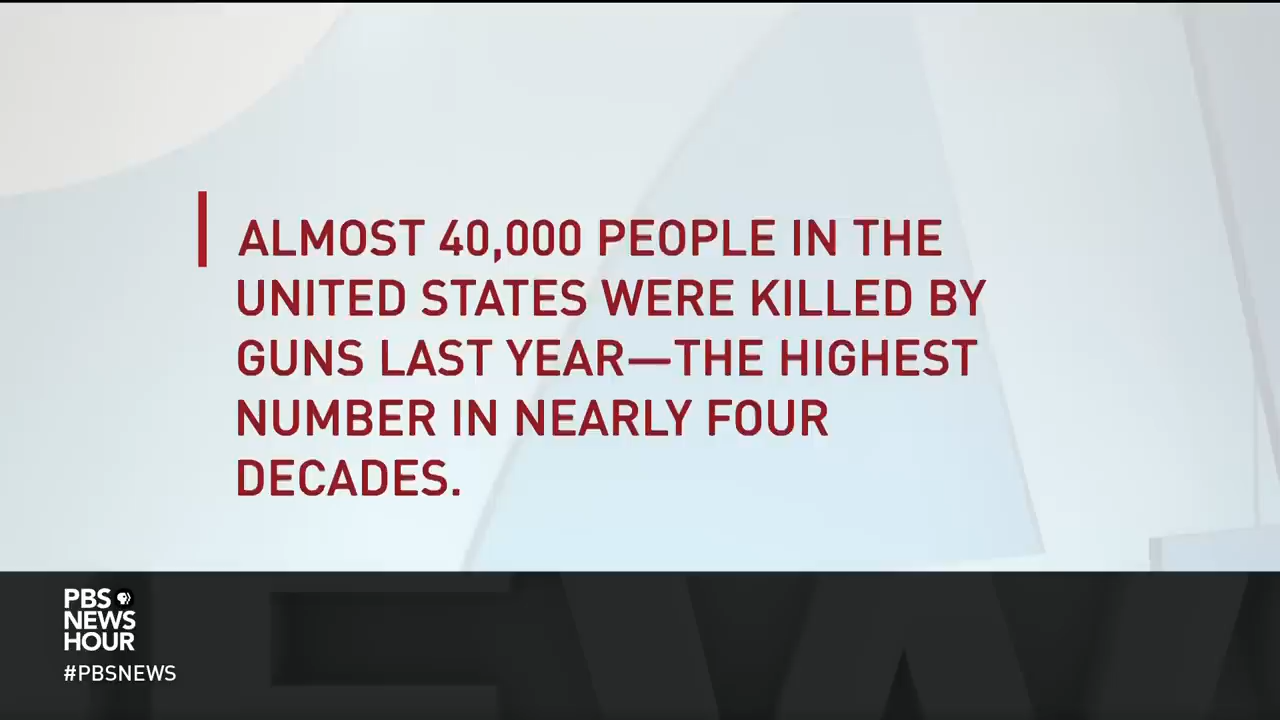 ALMOST 40,000 PEOPLE IN THE
UNITED STATES WERE KILLED BY
GUNS LAST YEAR—THE HIGHEST
NUMBER IN NEARLY FOUR
DECADES.
PBS
NEWS
HOUR
#PBSNEWS